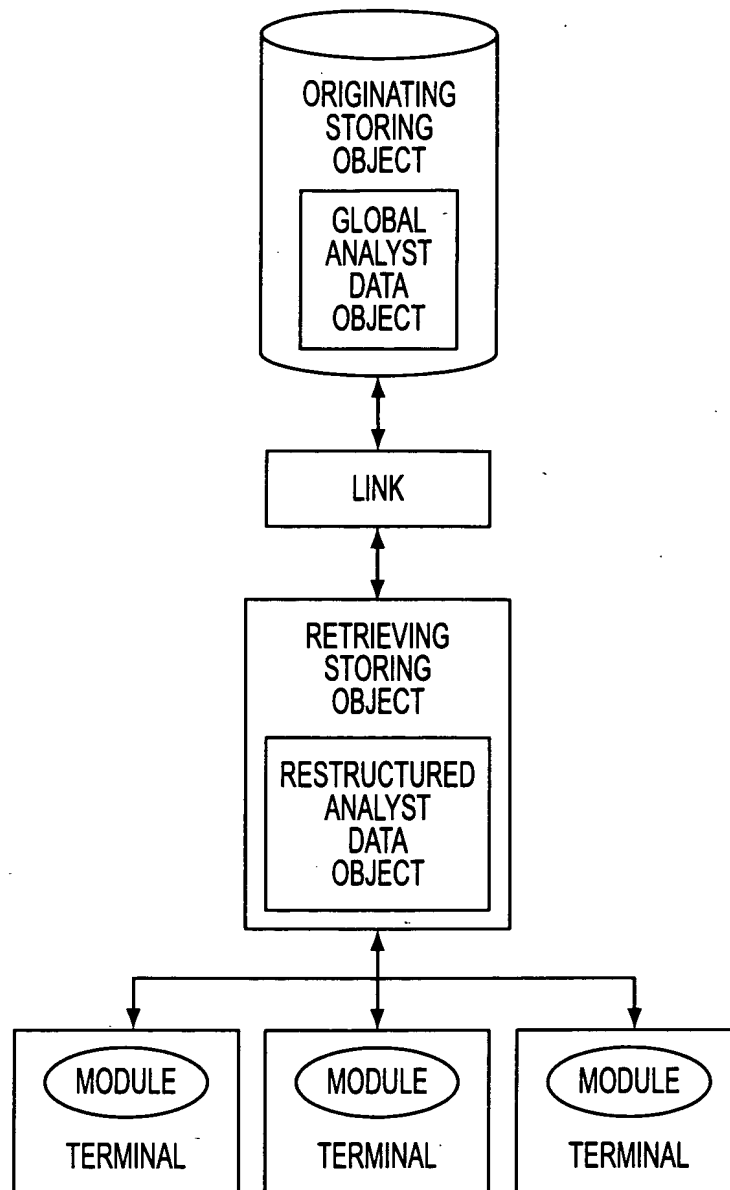 ORIGINATING
STORING
OBJECT
GLOBAL
ANALYST
DATA
OBJECT
LINK
RETRIEVING
STORING
OBJECT
RESTRUCTURED
ANALYST
DATA
OBJECT
MODULE
MODULE
MODULE
TERMINAL
TERMINAL
TERMINAL